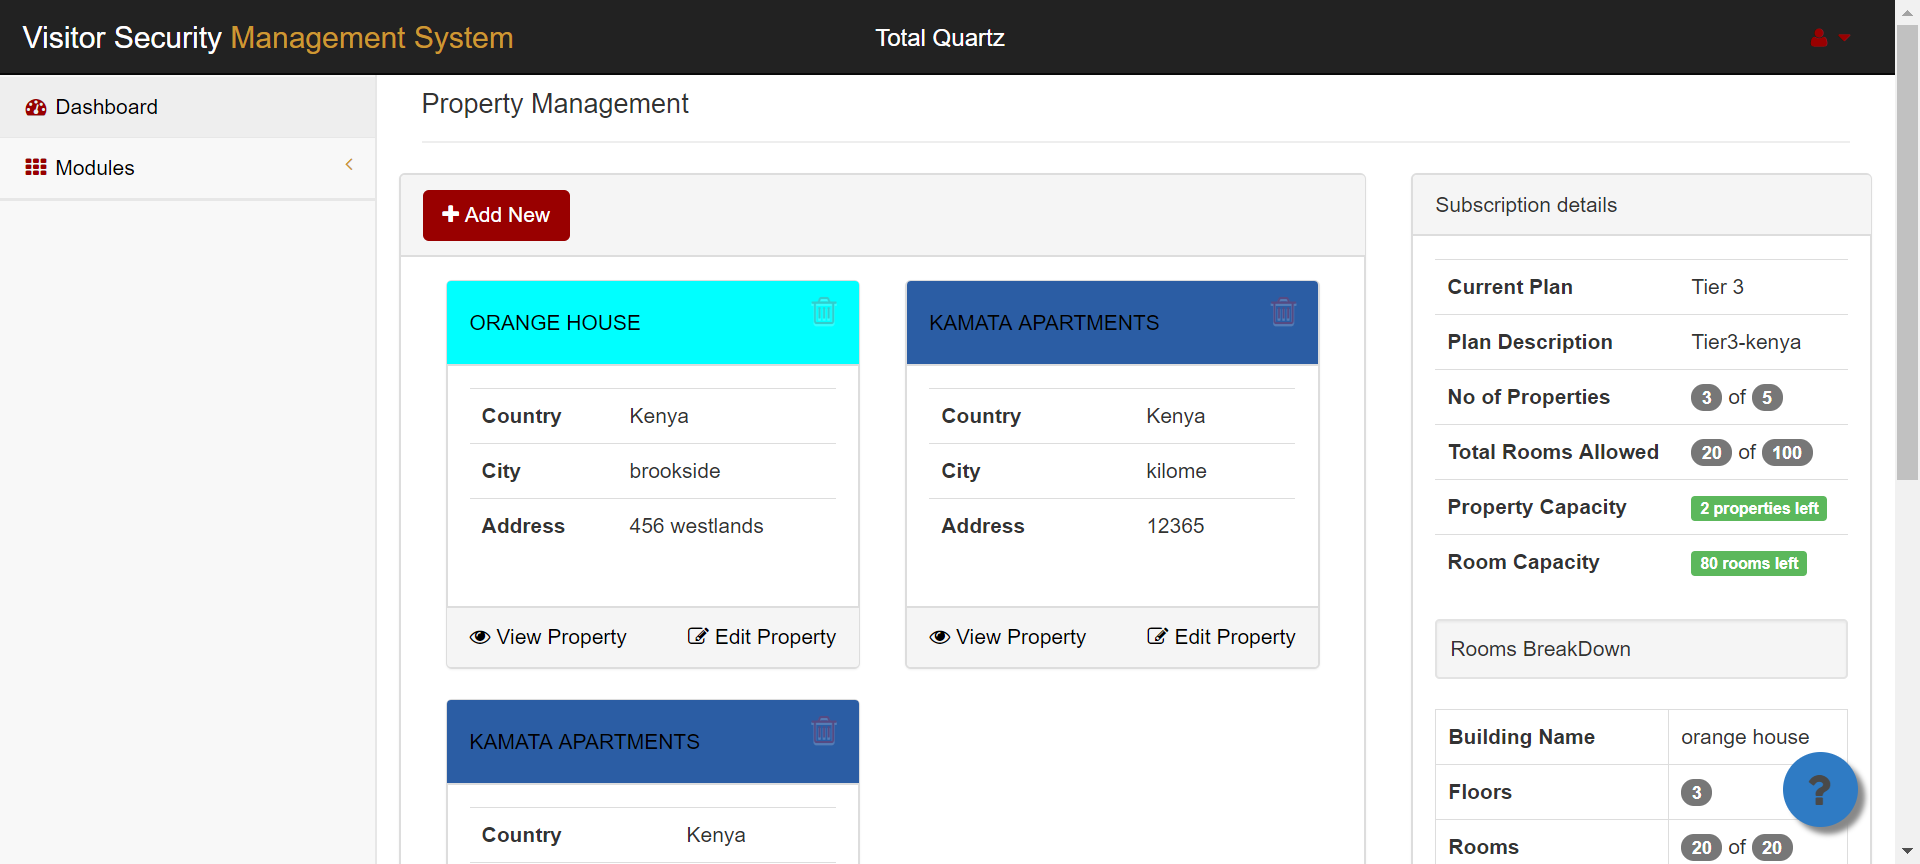 Visitor Security Management System
Total Quartz
Dashboard
Modules
Property Management
Add New
ORANGE HOUSE
Country Kenya
City brookside
Address 456 westlands
View Property Edit Property
KAMATA APARTMENTS
Country Kenya
City kilome
Address 12365
View Property Edit Property
KAMATA APARTMENTS
Country Kenya
Subscription details
Current Plan Tier 3
Plan Description Tier3-kenya
No of Properties 3 of 5
Total Rooms Allowed 20 of 100
Property Capacity 2 properties left
Room Capacity 80 rooms left
Rooms BreakDown
Building Name orange house
Floors 3
Rooms 20 of 20
?